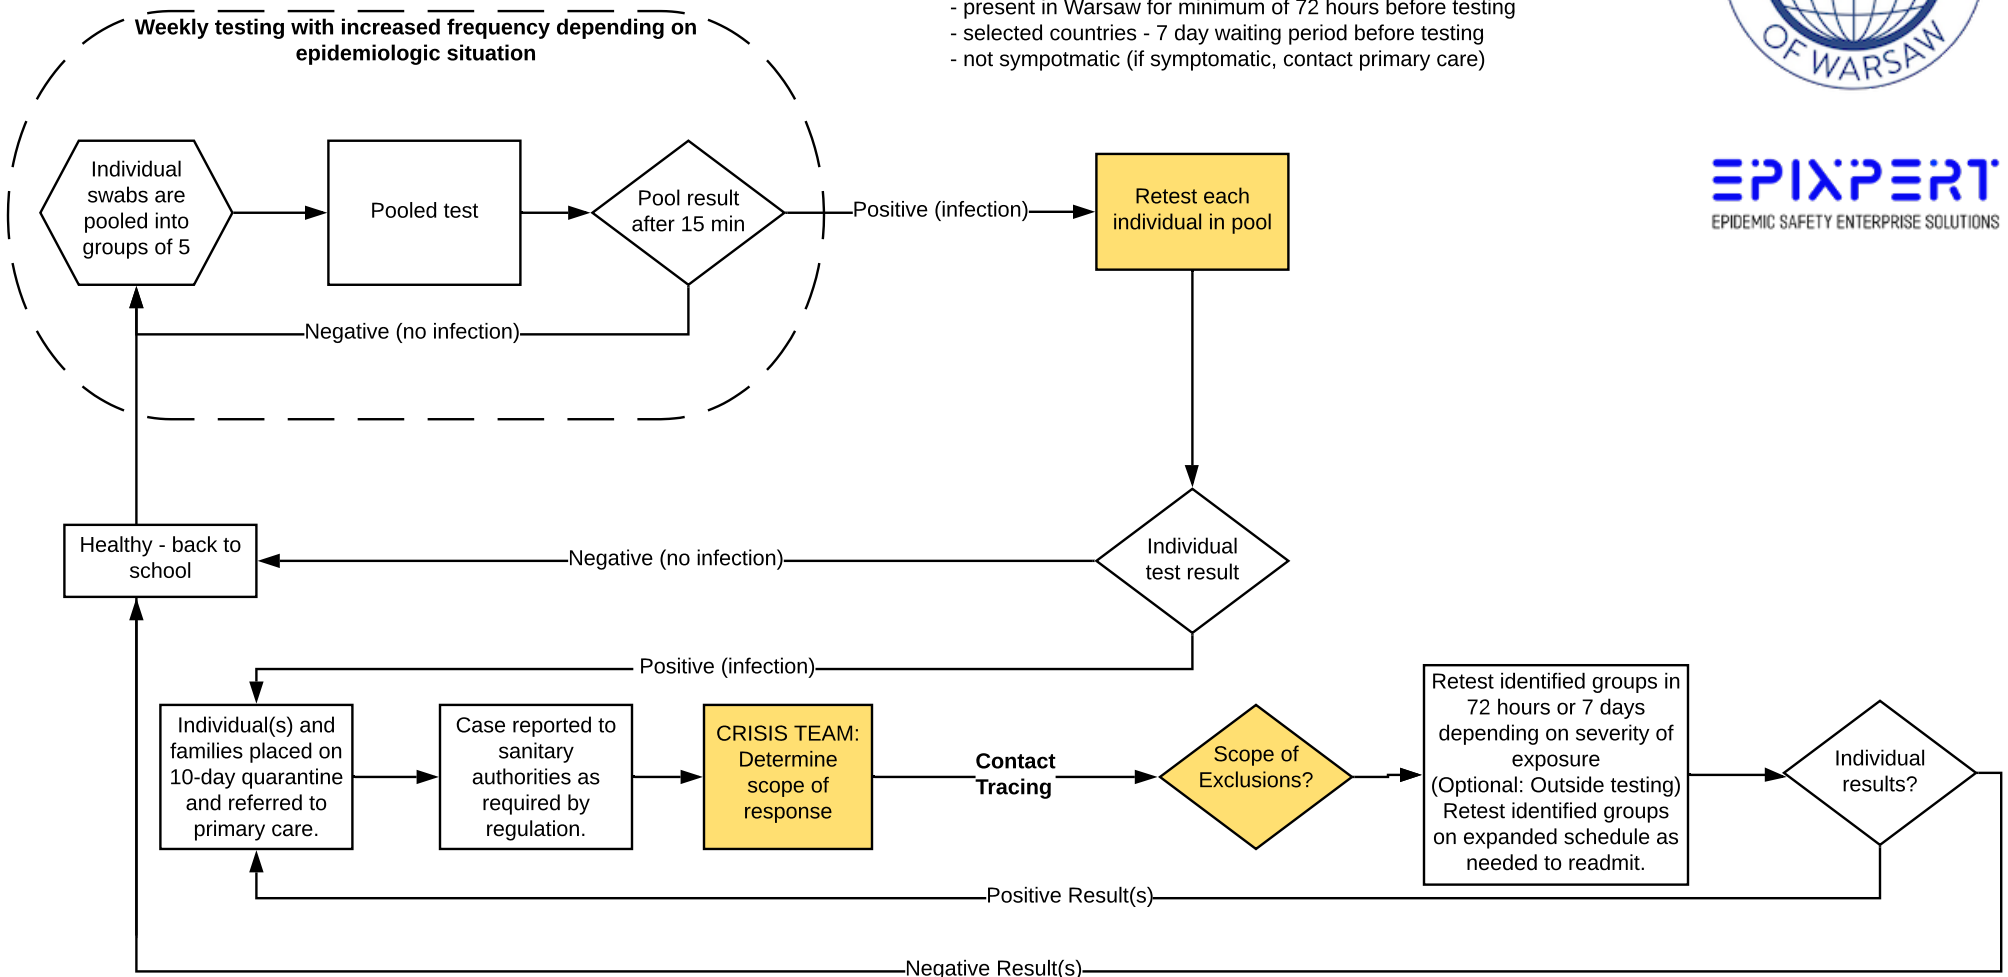 Weekly testing with increased frequency depending on
epidemiologic situation
- present in Warsaw for minimum of 72 hours before testing
- selected countries - 7 day waiting period before testing
- not sympotmatic (if symptomatic, contact primary care)
OF WARSAW
EPIXPERT
EPIDEMIC SAFETY ENTERPRISE SOLUTIONS
Individual
swabs are
pooled into
groups of 5
Pooled test
Pool result
after 15 min
Positive (infection)
Retest each
individual in pool
Negative (no infection)
Healthy - back to
school
Negative (no infection)
Individual
test result
Positive (infection)
Individual(s) and
families placed on
10-day quarantine
and referred to
primary care.
Case reported to
sanitary
authorities as
required by
regulation.
CRISIS TEAM:
Determine
scope of
response
Contact
Tracing
Scope of
Exclusions?
Retest identified groups in
72 hours or 7 days
depending on severity of
exposure
(Optional: Outside testing)
Retest identified groups
on expanded schedule as
needed to readmit.
Individual
results?
Positive Result(s)
Negative Result(s)